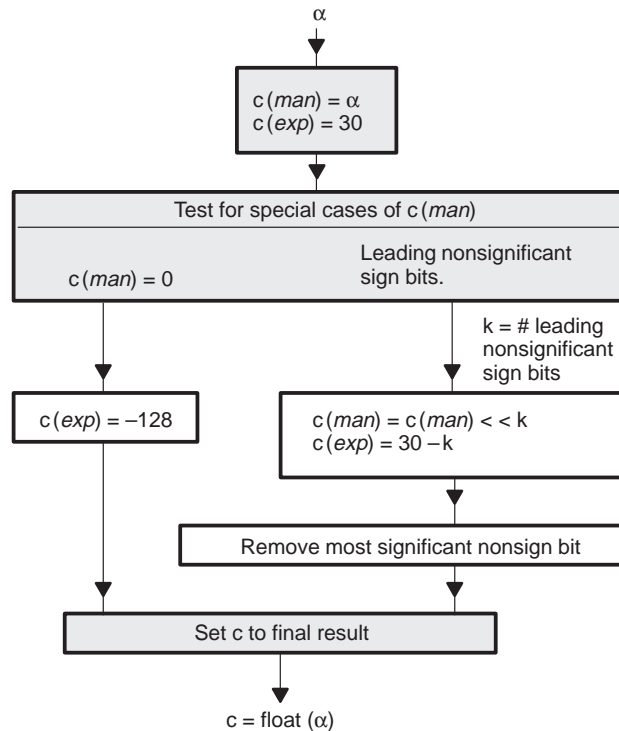 α
c(man) = α
c(exp) = 30
Test for special cases of c(man)
c(man) = 0
Leading nonsignificant
sign bits.
k = # leading
nonsignificant
sign bits
c(exp) = –128
c(man) = c(man) < < k
c(exp) = 30 – k
Remove most significant nonsign bit
Set c to final result
c = float (α)